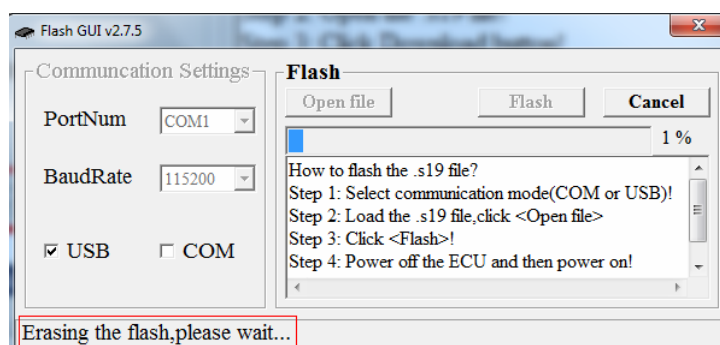 Flash GUI v2.7.5
Communcation Settings
PortNum
COM1
BaudRate
115200
USB
COM
Flash
Open file
Flash
Cancel
1 %
How to flash the .s19 file?
Step 1: Select communication mode(COM or USB)!
Step 2: Load the .s19 file,click <Open file>
Step 3: Click <Flash>!
Step 4: Power off the ECU and then power on!
Erasing the flash,please wait...